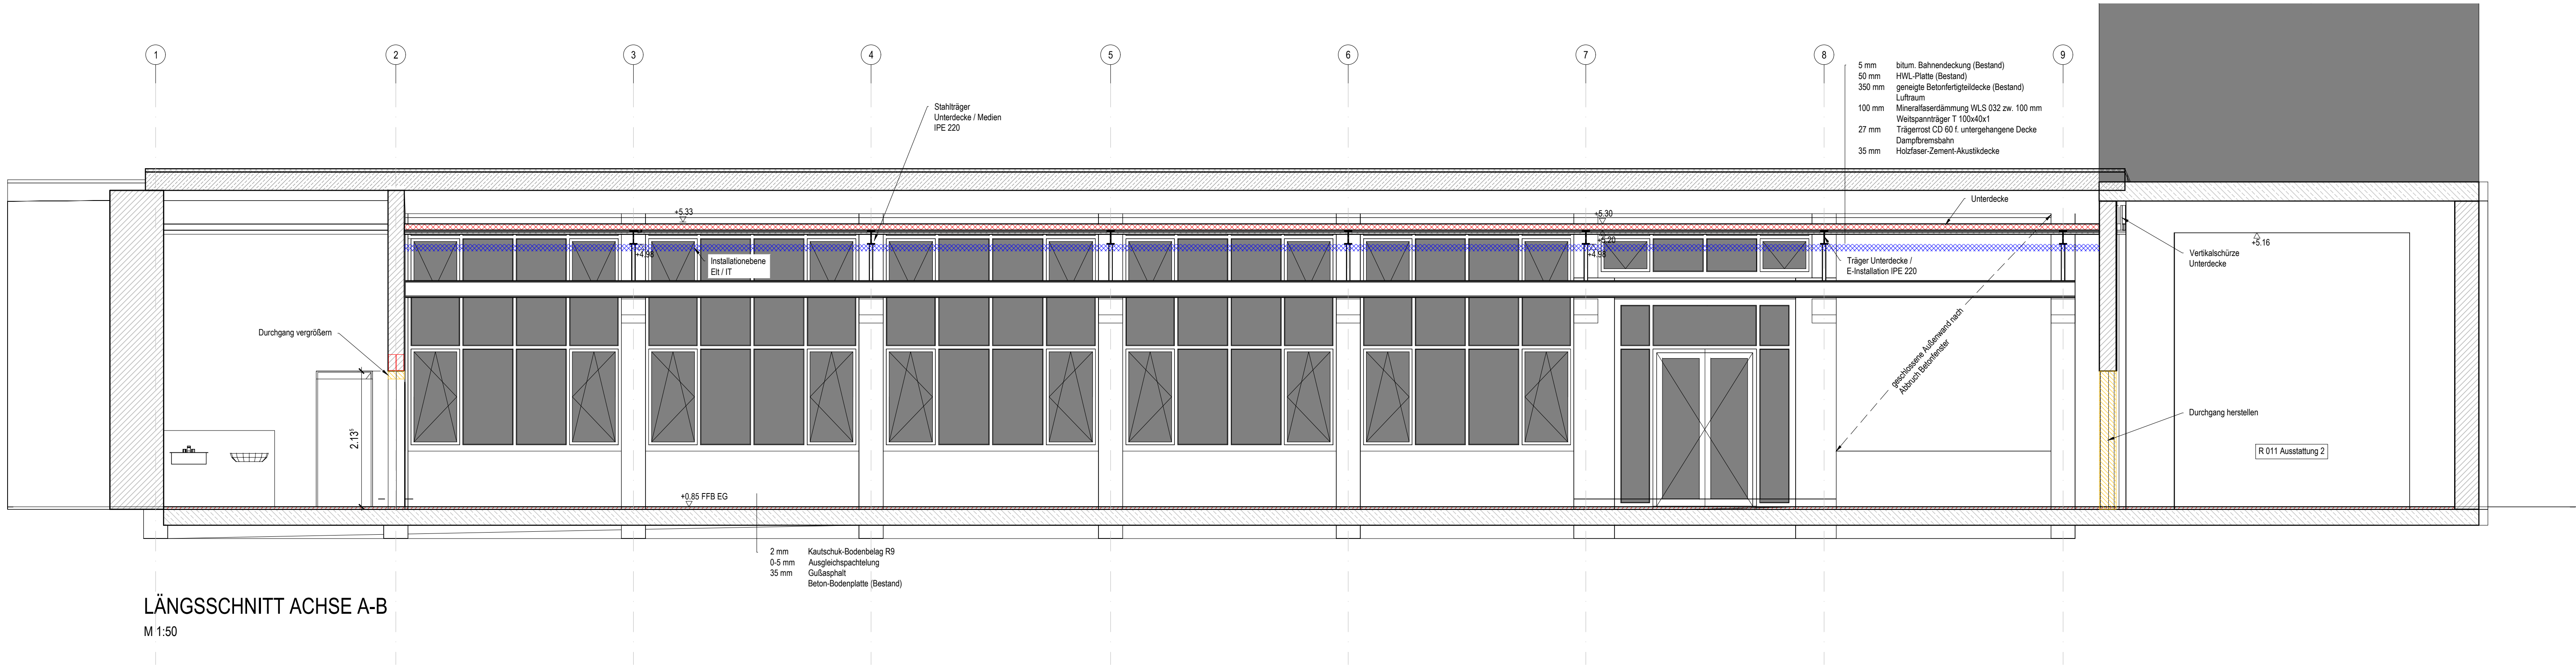 1 2 3 4 5 6 7 8 9
5 mm bitum. Bahnendeckung (Bestand)
50 mm HWL-Platte (Bestand)
350 mm geneigte Betonfertigteildecke (Bestand)
Luftraum
100 mm Mineralfaserdämmung WLS 032 zw. 100 mm
Weitspannträger T 100x40x1
27 mm Trägerrost CD 60 f. untergehangene Decke
Dampfbremsbahn
35 mm Holzfaser-Zement-Akustikdecke
Stahlträger
Unterdecke / Medien
IPE 220
Unterdecke
+5.33
+5.30
+5.20
+4.98
+4.98
+5.16
Installationebene
Elt / IT
Träger Unterdecke /
E-Installation IPE 220
Vertikalschürze
Unterdecke
Durchgang vergrößern
geschlossene Außenwand nach
Abbruch Betonfenster
Durchgang herstellen
2.13⁵
R 011 Ausstattung 2
+0.85 FFB EG
2 mm Kautschuk-Bodenbelag R9
0-5 mm Ausgleichspachtelung
35 mm Gußasphalt
Beton-Bodenplatte (Bestand)
LÄNGSSCHNITT ACHSE A-B
M 1:50